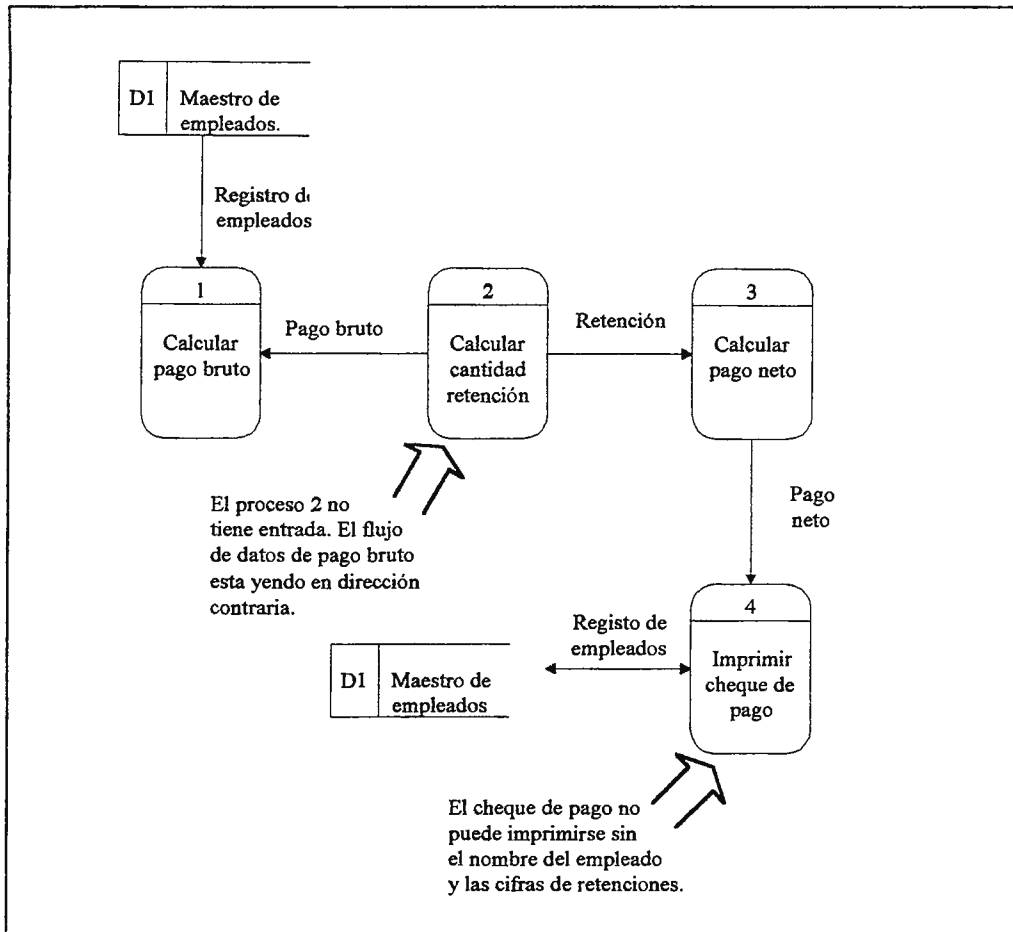 D1
Maestro de
empleados.
Registro de
empleados
1
Calcular
pago bruto
Pago bruto
2
Calcular
cantidad
retención
Retención
3
Calcular
pago neto
El proceso 2 no
tiene entrada. El flujo
de datos de pago bruto
esta yendo en dirección
contraria.
Pago
neto
D1
Maestro de
empleados
Registo de
empleados
4
Imprimir
cheque de
pago
El cheque de pago no
puede imprimirse sin
el nombre del empleado
y las cifras de retenciones.